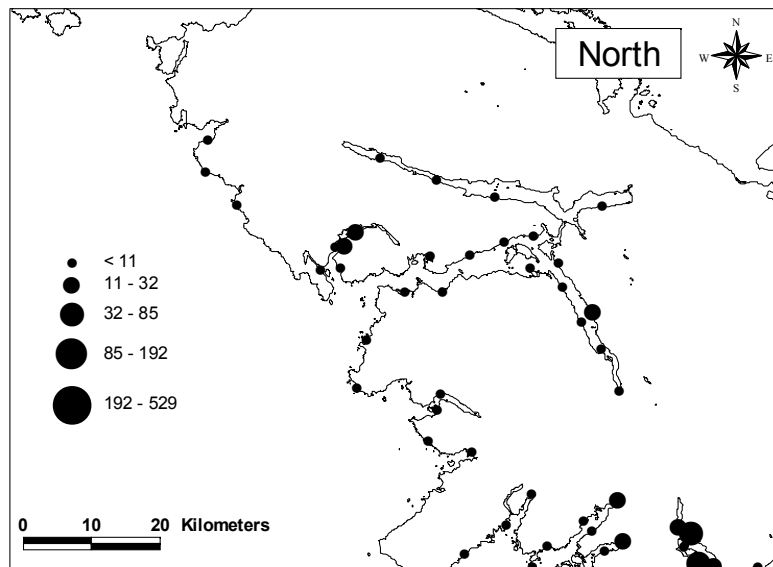 North
N
W E
S
< 11
11 - 32
32 - 85
85 - 192
192 - 529
0 10 20 Kilometers